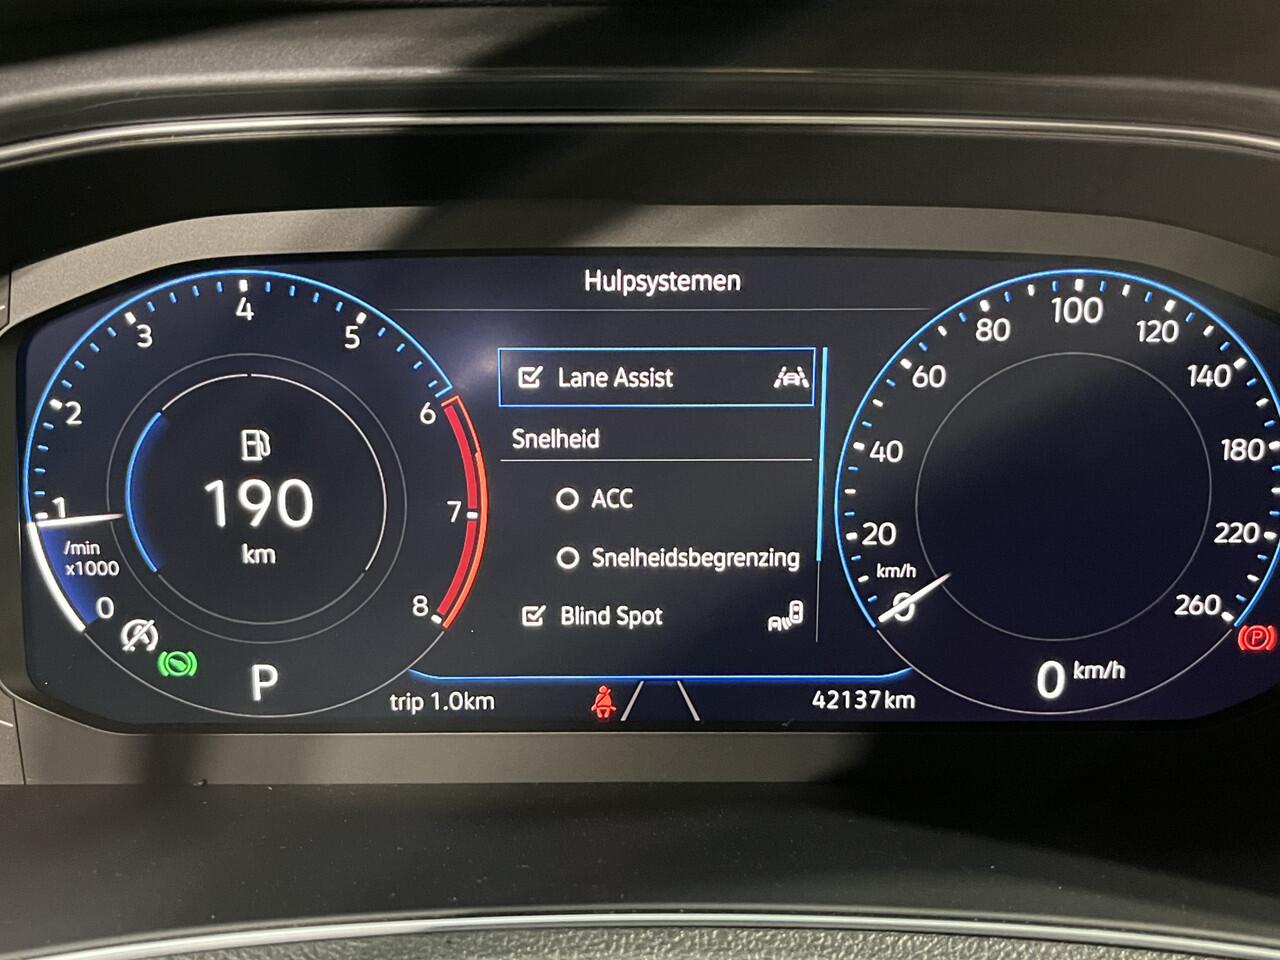 Hulpsystemen
Lane Assist
Snelheid
ACC
Snelheidsbegrenzing
Blind Spot
0
1
2
3
4
5
6
7
8
/min
x1000
190
km
P
trip 1.0km
42137km
0
20
40
60
80
100
120
140
180
220
260
km/h
0 km/h
P